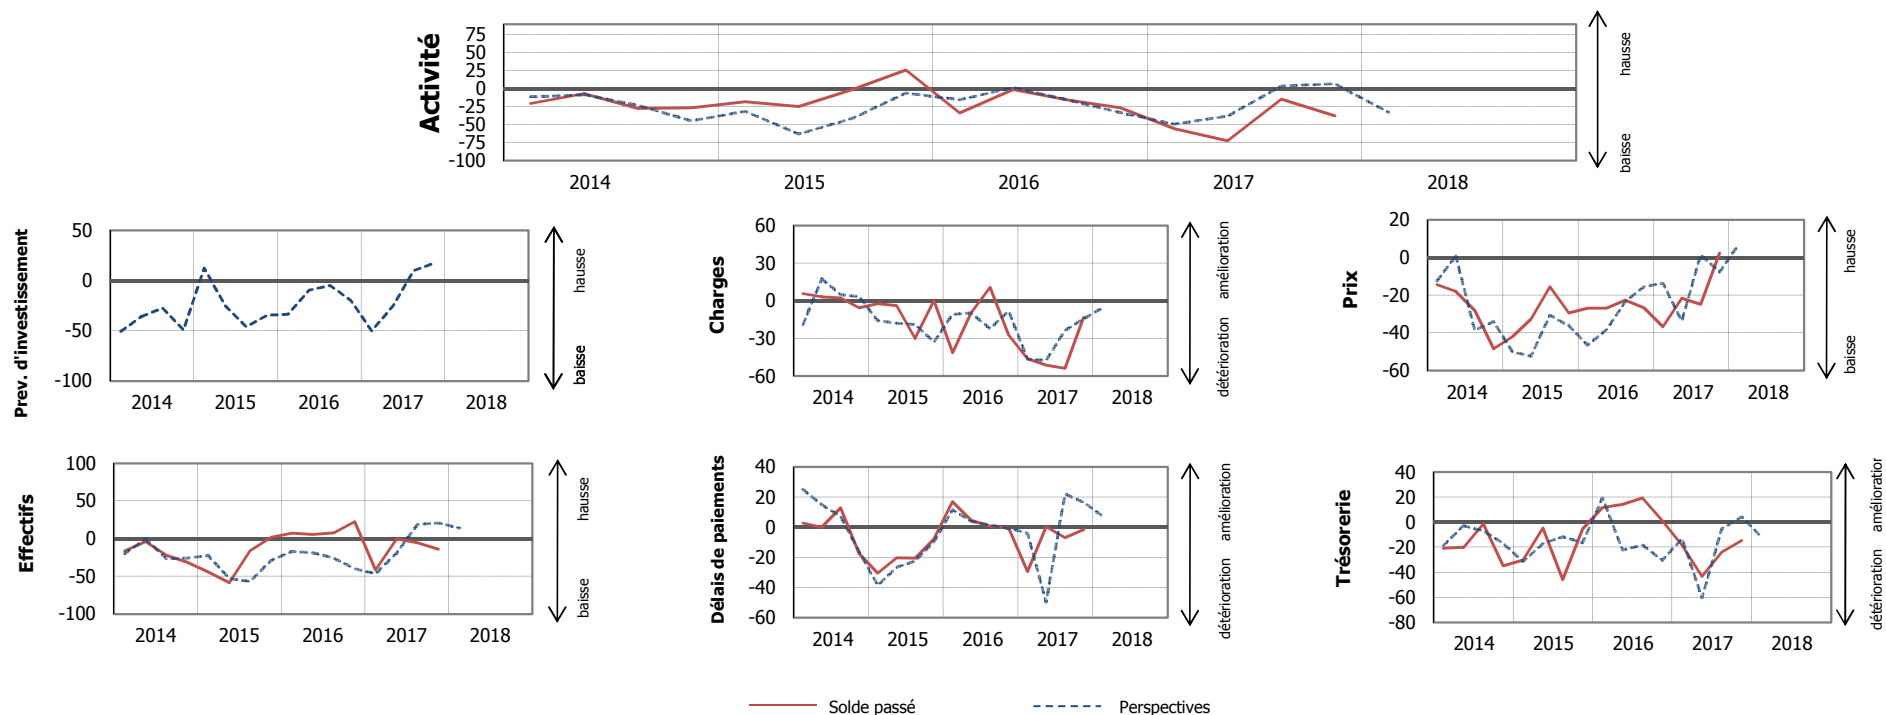 Activité
75
50
25
0
-25
-50
-75
-100
2014 2015 2016 2017 2018
hausse
baisse
Prev. d'investissement
50
0
-50
-100
2014 2015 2016 2017 2018
hausse
baisse
Charges
60
30
0
-30
-60
2014 2015 2016 2017 2018
amélioration
détérioration
Prix
20
0
-20
-40
-60
2014 2015 2016 2017 2018
hausse
baisse
Effectifs
100
50
0
-50
-100
2014 2015 2016 2017 2018
hausse
baisse
Délais de paiements
40
20
0
-20
-40
-60
2014 2015 2016 2017 2018
amélioration
détérioration
Trésorerie
40
20
0
-20
-40
-60
-80
2014 2015 2016 2017 2018
amélioration
détérioration
Solde passé Perspectives